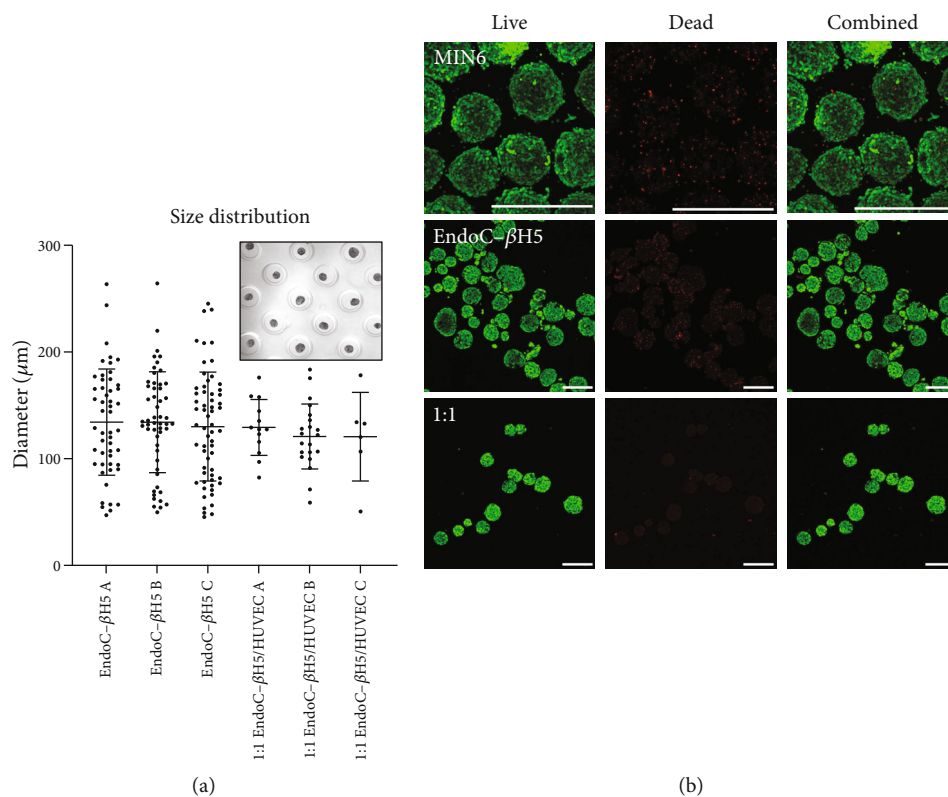 Size distribution
Diameter (μm)
300
200
100
0
EndoC-βH5 A
EndoC-βH5 B
EndoC-βH5 C
1:1 EndoC-βH5/HUVEC A
1:1 EndoC-βH5/HUVEC B
1:1 EndoC-βH5/HUVEC C
(a)
Live Dead Combined
MIN6
EndoC-βH5
1:1
(b)